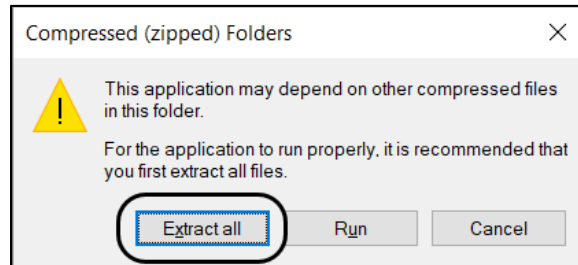 Compressed (zipped) Folders
This application may depend on other compressed files
in this folder.
For the application to run properly, it is recommended that
you first extract all files.
Extract all Run Cancel